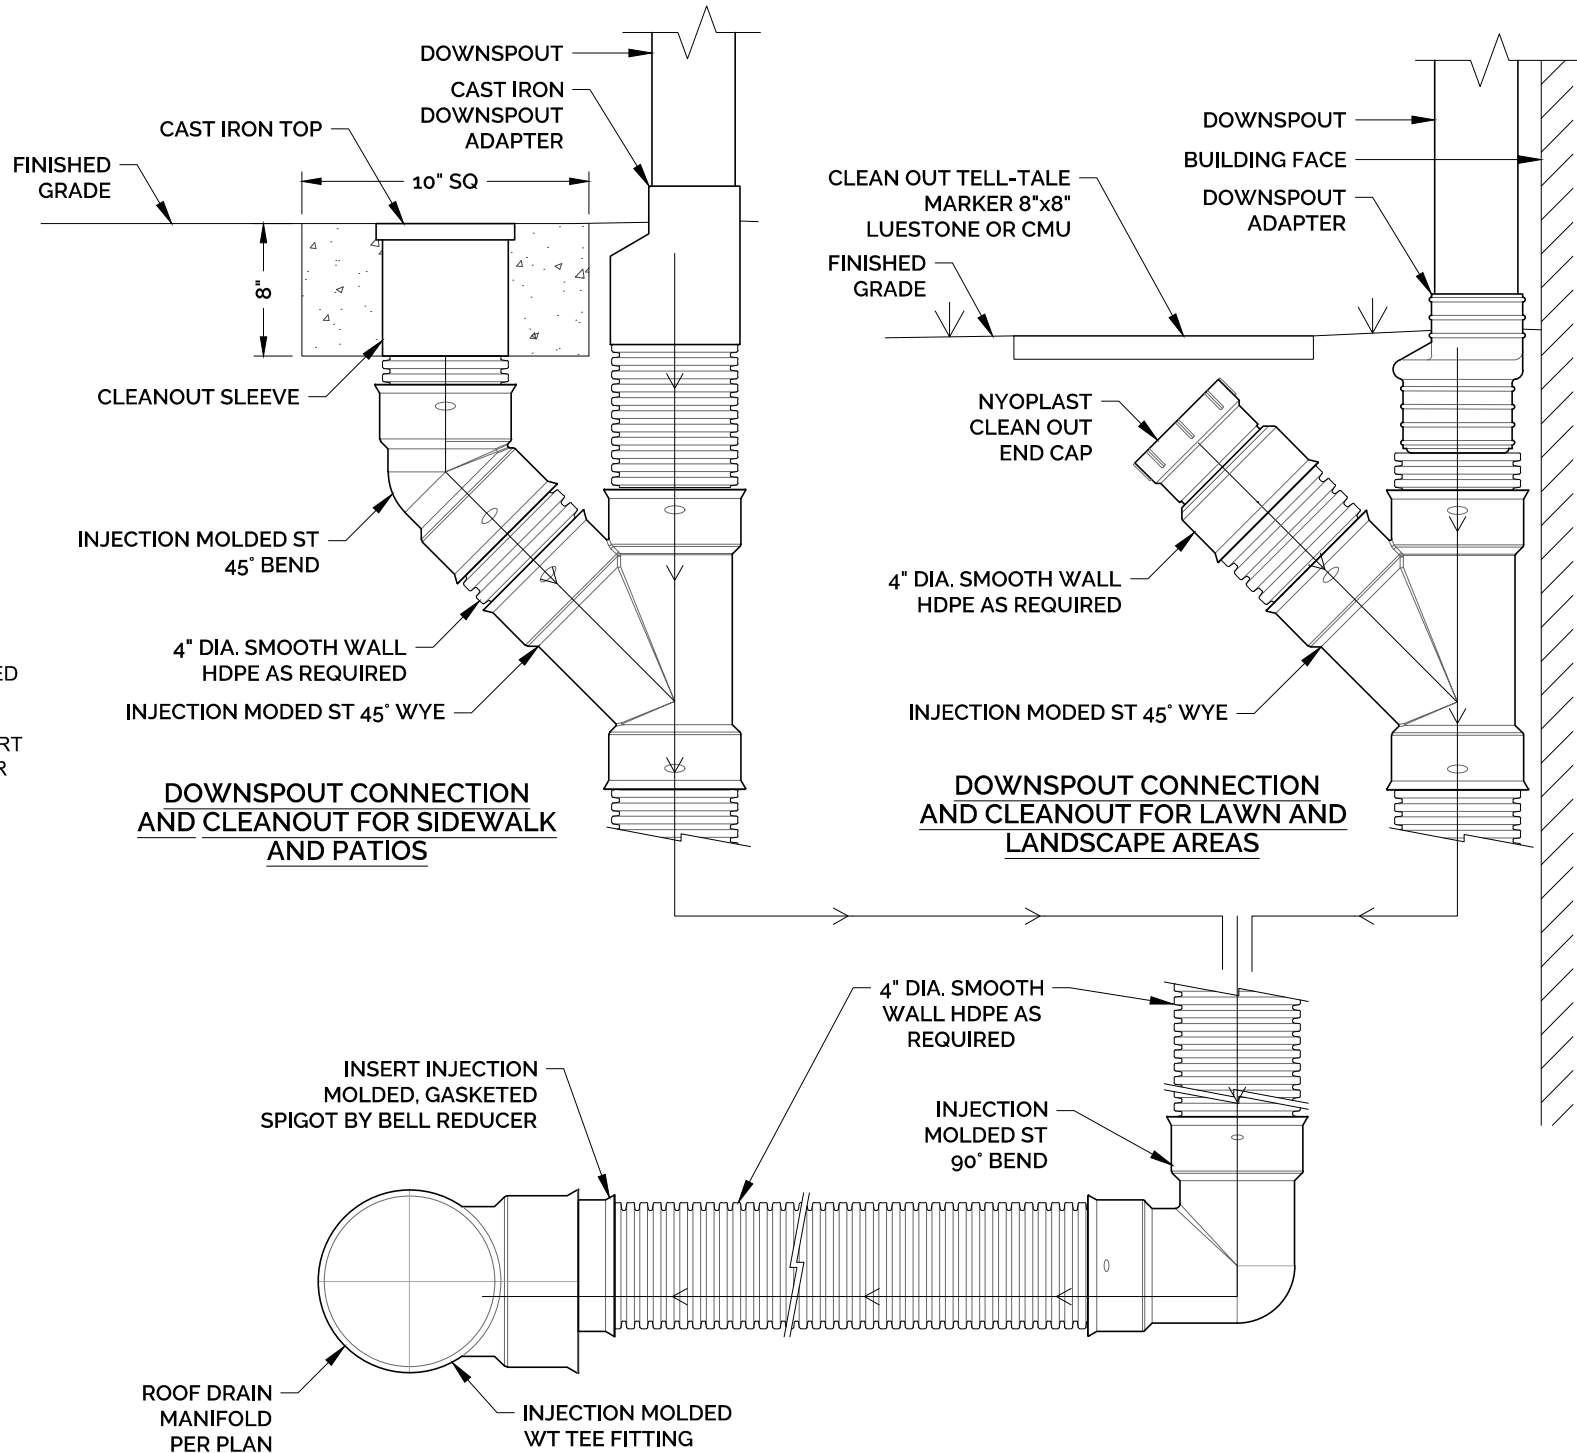 DOWNSPOUT
CAST IRON
DOWNSPOUT
ADAPTER
CAST IRON TOP
FINISHED
GRADE
10" SQ
8"
CLEANOUT SLEEVE
INJECTION MOLDED ST
45° BEND
4" DIA. SMOOTH WALL
HDPE AS REQUIRED
INJECTION MODED ST 45° WYE
ED
RT
R
DOWNSPOUT CONNECTION
AND CLEANOUT FOR SIDEWALK
AND PATIOS
DOWNSPOUT
BUILDING FACE
DOWNSPOUT
ADAPTER
CLEAN OUT TELL-TALE
MARKER 8"x8"
LUESTONE OR CMU
FINISHED
GRADE
NYOPLAST
CLEAN OUT
END CAP
4" DIA. SMOOTH WALL
HDPE AS REQUIRED
INJECTION MODED ST 45° WYE
DOWNSPOUT CONNECTION
AND CLEANOUT FOR LAWN AND
LANDSCAPE AREAS
4" DIA. SMOOTH
WALL HDPE AS
REQUIRED
INSERT INJECTION
MOLDED, GASKETED
SPIGOT BY BELL REDUCER
INJECTION
MOLDED ST
90° BEND
ROOF DRAIN
MANIFOLD
PER PLAN
INJECTION MOLDED
WT TEE FITTING